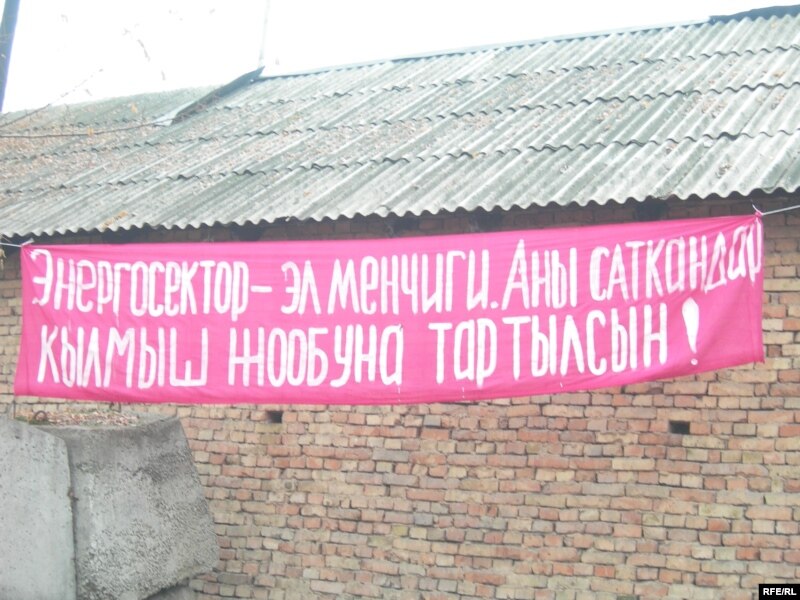 Энергосектор – эл менчиги. Аны саткандар
кылмыш жообуна тартылсын!
RFE/RL